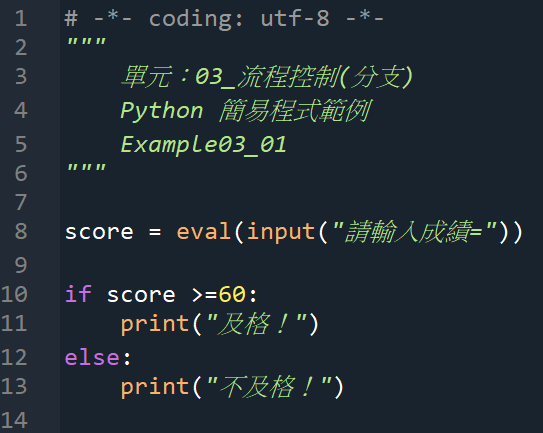 1 # -*- coding: utf-8 -*-
2 """
3     單元：03_流程控制(分支)
4     Python 簡易程式範例
5     Example03_01
6 """
7
8 score = eval(input("請輸入成績="))
9
10 if score >=60:
11     print("及格！")
12 else:
13     print("不及格！")
14